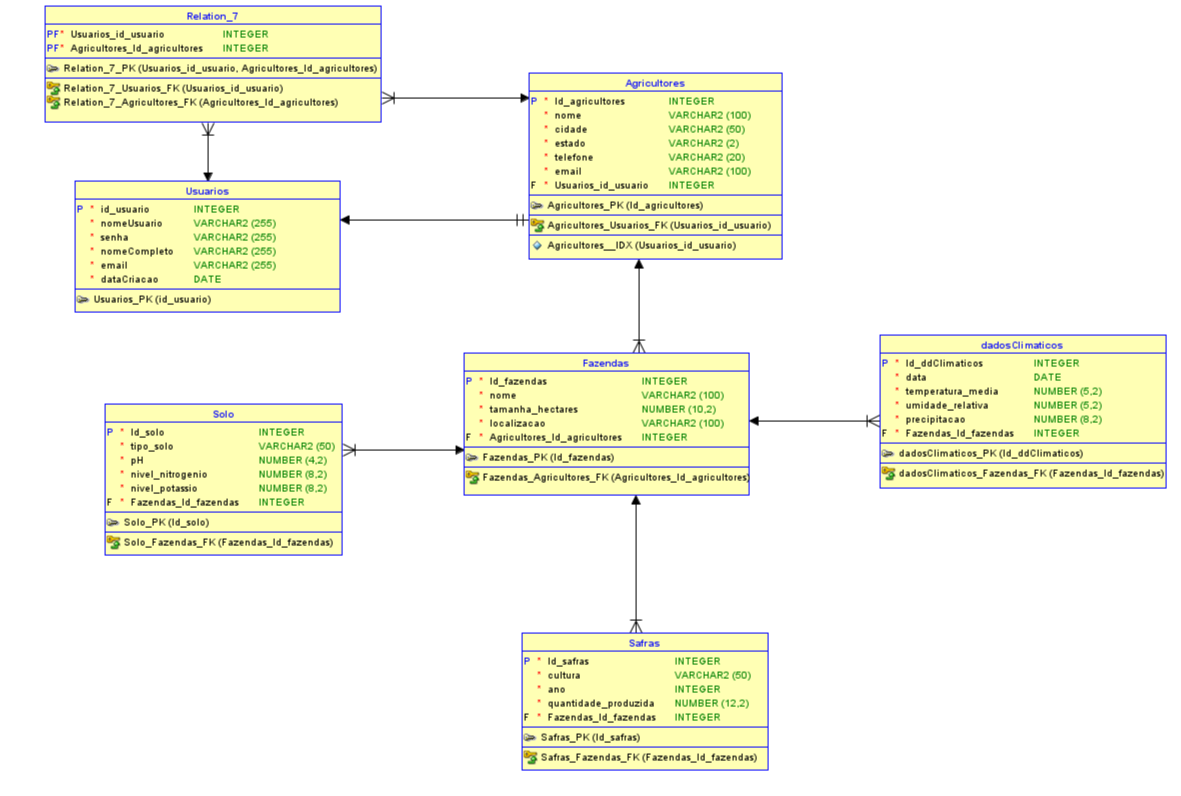 Relation_7
PF* Usuarios_id_usuario INTEGER
PF* Agricultores_Id_agricultores INTEGER
Relation_7_PK (Usuarios_id_usuario, Agricultores_Id_agricultores)
Relation_7_Usuarios_FK (Usuarios_id_usuario)
Relation_7_Agricultores_FK (Agricultores_Id_agricultores)
Agricultores
P * Id_agricultores INTEGER
* nome VARCHAR2 (100)
* cidade VARCHAR2 (50)
* estado VARCHAR2 (2)
* telefone VARCHAR2 (20)
* email VARCHAR2 (100)
F * Usuarios_id_usuario INTEGER
Agricultores_PK (Id_agricultores)
Agricultores_Usuarios_FK (Usuarios_id_usuario)
Agricultores__IDX (Usuarios_id_usuario)
Usuarios
P * id_usuario INTEGER
* nomeUsuario VARCHAR2 (255)
* senha VARCHAR2 (255)
* nomeCompleto VARCHAR2 (255)
* email VARCHAR2 (255)
* dataCriacao DATE
Usuarios_PK (id_usuario)
Fazendas
P * Id_fazendas INTEGER
* nome VARCHAR2 (100)
* tamanha_hectares NUMBER (10,2)
* localizacao VARCHAR2 (100)
F * Agricultores_Id_agricultores INTEGER
Fazendas_PK (Id_fazendas)
Fazendas_Agricultores_FK (Agricultores_Id_agricultores)
dadosClimaticos
P * Id_ddClimaticos INTEGER
* data DATE
* temperatura_media NUMBER (5,2)
* umidade_relativa NUMBER (5,2)
* precipitacao NUMBER (8,2)
F * Fazendas_Id_fazendas INTEGER
dadosClimaticos_PK (Id_ddClimaticos)
dadosClimaticos_Fazendas_FK (Fazendas_Id_fazendas)
Solo
P * Id_solo INTEGER
* tipo_solo VARCHAR2 (50)
* pH NUMBER (4,2)
* nivel_nitrogenio NUMBER (8,2)
* nivel_potassio NUMBER (8,2)
F * Fazendas_Id_fazendas INTEGER
Solo_PK (Id_solo)
Solo_Fazendas_FK (Fazendas_Id_fazendas)
Safras
P * Id_safras INTEGER
* cultura VARCHAR2 (50)
* ano INTEGER
* quantidade_produzida NUMBER (12,2)
F * Fazendas_Id_fazendas INTEGER
Safras_PK (Id_safras)
Safras_Fazendas_FK (Fazendas_Id_fazendas)